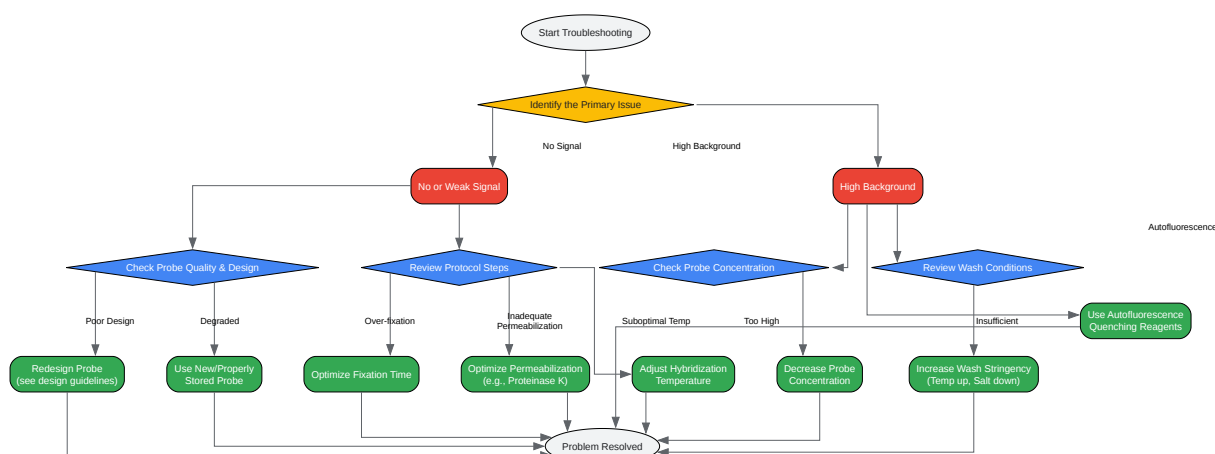 Start Troubleshooting
Identify the Primary Issue
No Signal
High Background
No or Weak Signal
High Background
Autofluorescence
Check Probe Quality & Design
Review Protocol Steps
Check Probe Concentration
Review Wash Conditions
Poor Design
Degraded
Over-fixation
Inadequate
Permeabilization
Suboptimal Temp
Too High
Insufficient
Use Autofluorescence
Quenching Reagents
Redesign Probe
(see design guidelines)
Use New/Properly
Stored Probe
Optimize Fixation Time
Optimize Permeabilization
(e.g., Proteinase K)
Adjust Hybridization
Temperature
Decrease Probe
Concentration
Increase Wash Stringency
(Temp up, Salt down)
Problem Resolved